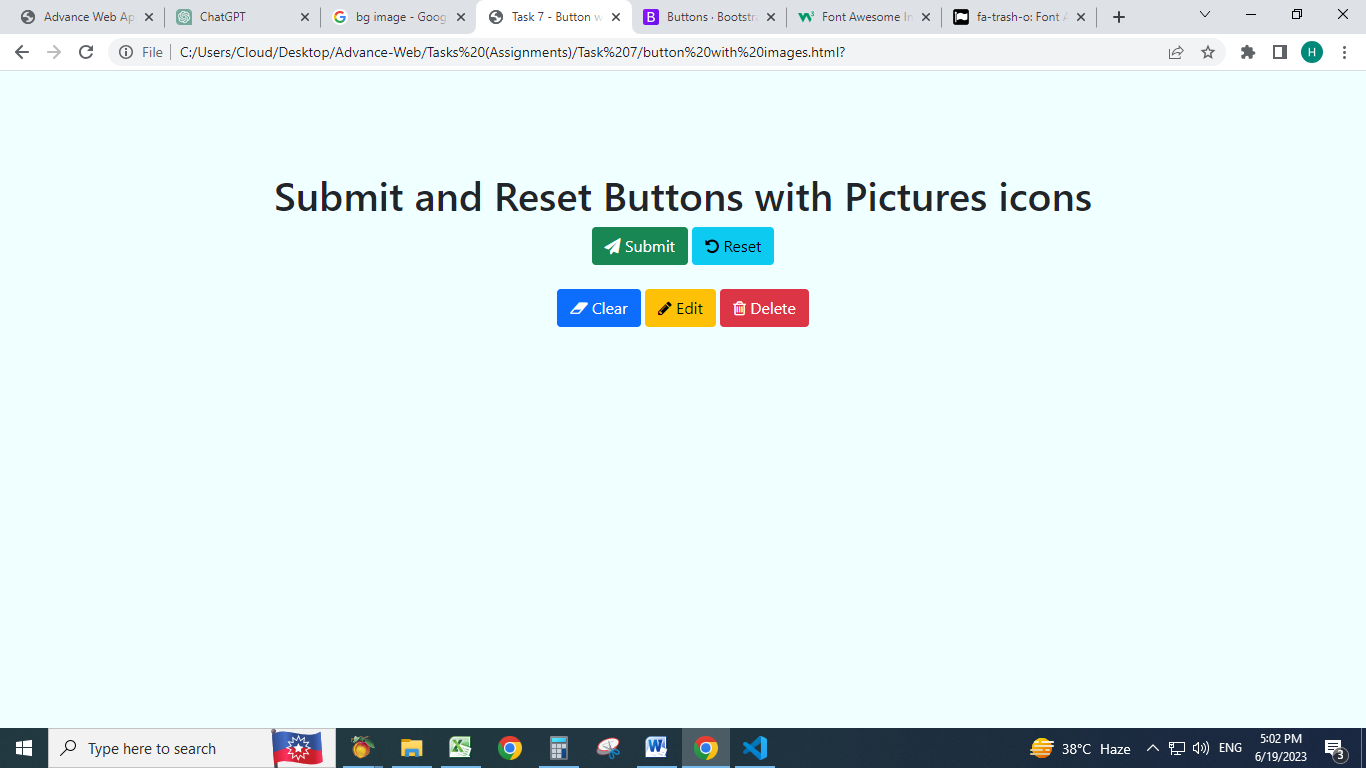 Advance Web Ap
ChatGPT
bg image - Goog
Task 7 - Button w
Buttons · Bootstra
Font Awesome In
fa-trash-o: Font A
File
C:/Users/Cloud/Desktop/Advance-Web/Tasks%20(Assignments)/Task%207/button%20with%20images.html?
H
Submit and Reset Buttons with Pictures icons
Submit Reset
Clear Edit Delete
Type here to search
38°C Haze
ENG
5:02 PM
6/19/2023
3